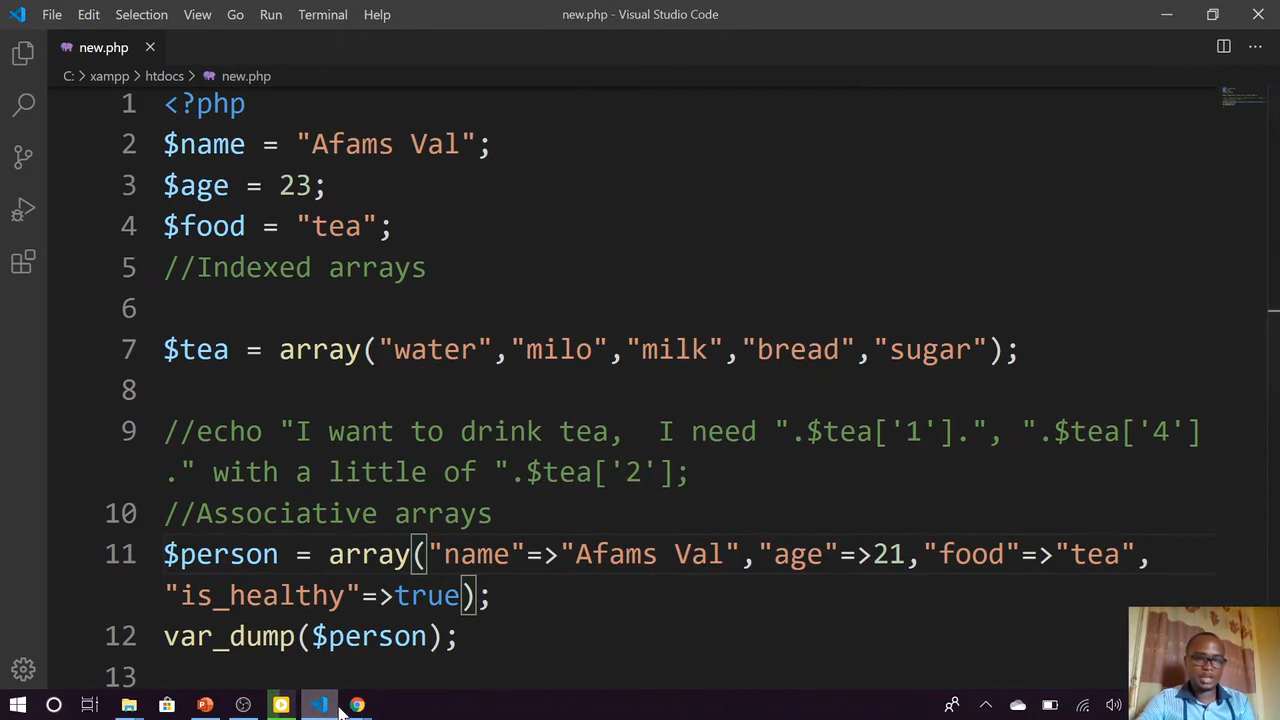 File Edit Selection View Go Run Terminal Help new.php - Visual Studio Code
new.php
C: > xampp > htdocs > new.php
1 <?php
2 $name = "Afams Val";
3 $age = 23;
4 $food = "tea";
5 //Indexed arrays
6
7 $tea = array("water","milo","milk","bread","sugar");
8
9 //echo "I want to drink tea,  I need ".$tea['1'].", ".$tea['4']
." with a little of ".$tea['2'];
10 //Associative arrays
11 $person = array("name"=>"Afams Val","age"=>21,"food"=>"tea",
"is_healthy"=>true);
12 var_dump($person);
13